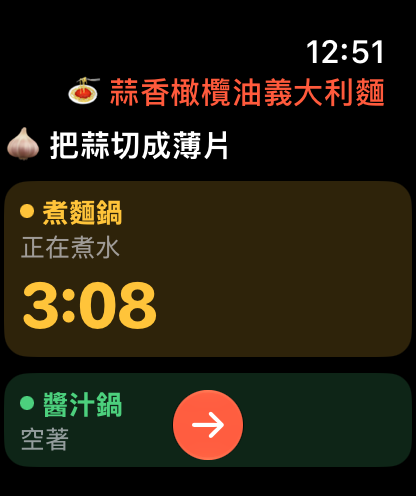 12:51
🍝 蒜香橄欖油義大利麵
🧄 把蒜切成薄片
煮麵鍋
正在煮水
3:08
醬汁鍋
空著